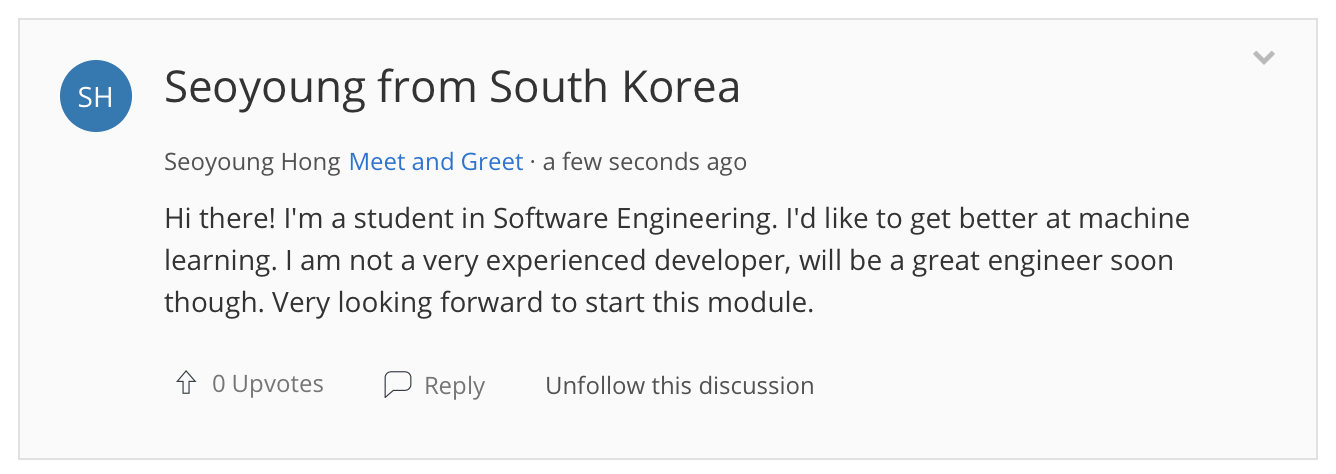 SH
Seoyoung from South Korea
Seoyoung Hong Meet and Greet · a few seconds ago
Hi there! I'm a student in Software Engineering. I'd like to get better at machine
learning. I am not a very experienced developer, will be a great engineer soon
though. Very looking forward to start this module.
0 Upvotes Reply Unfollow this discussion